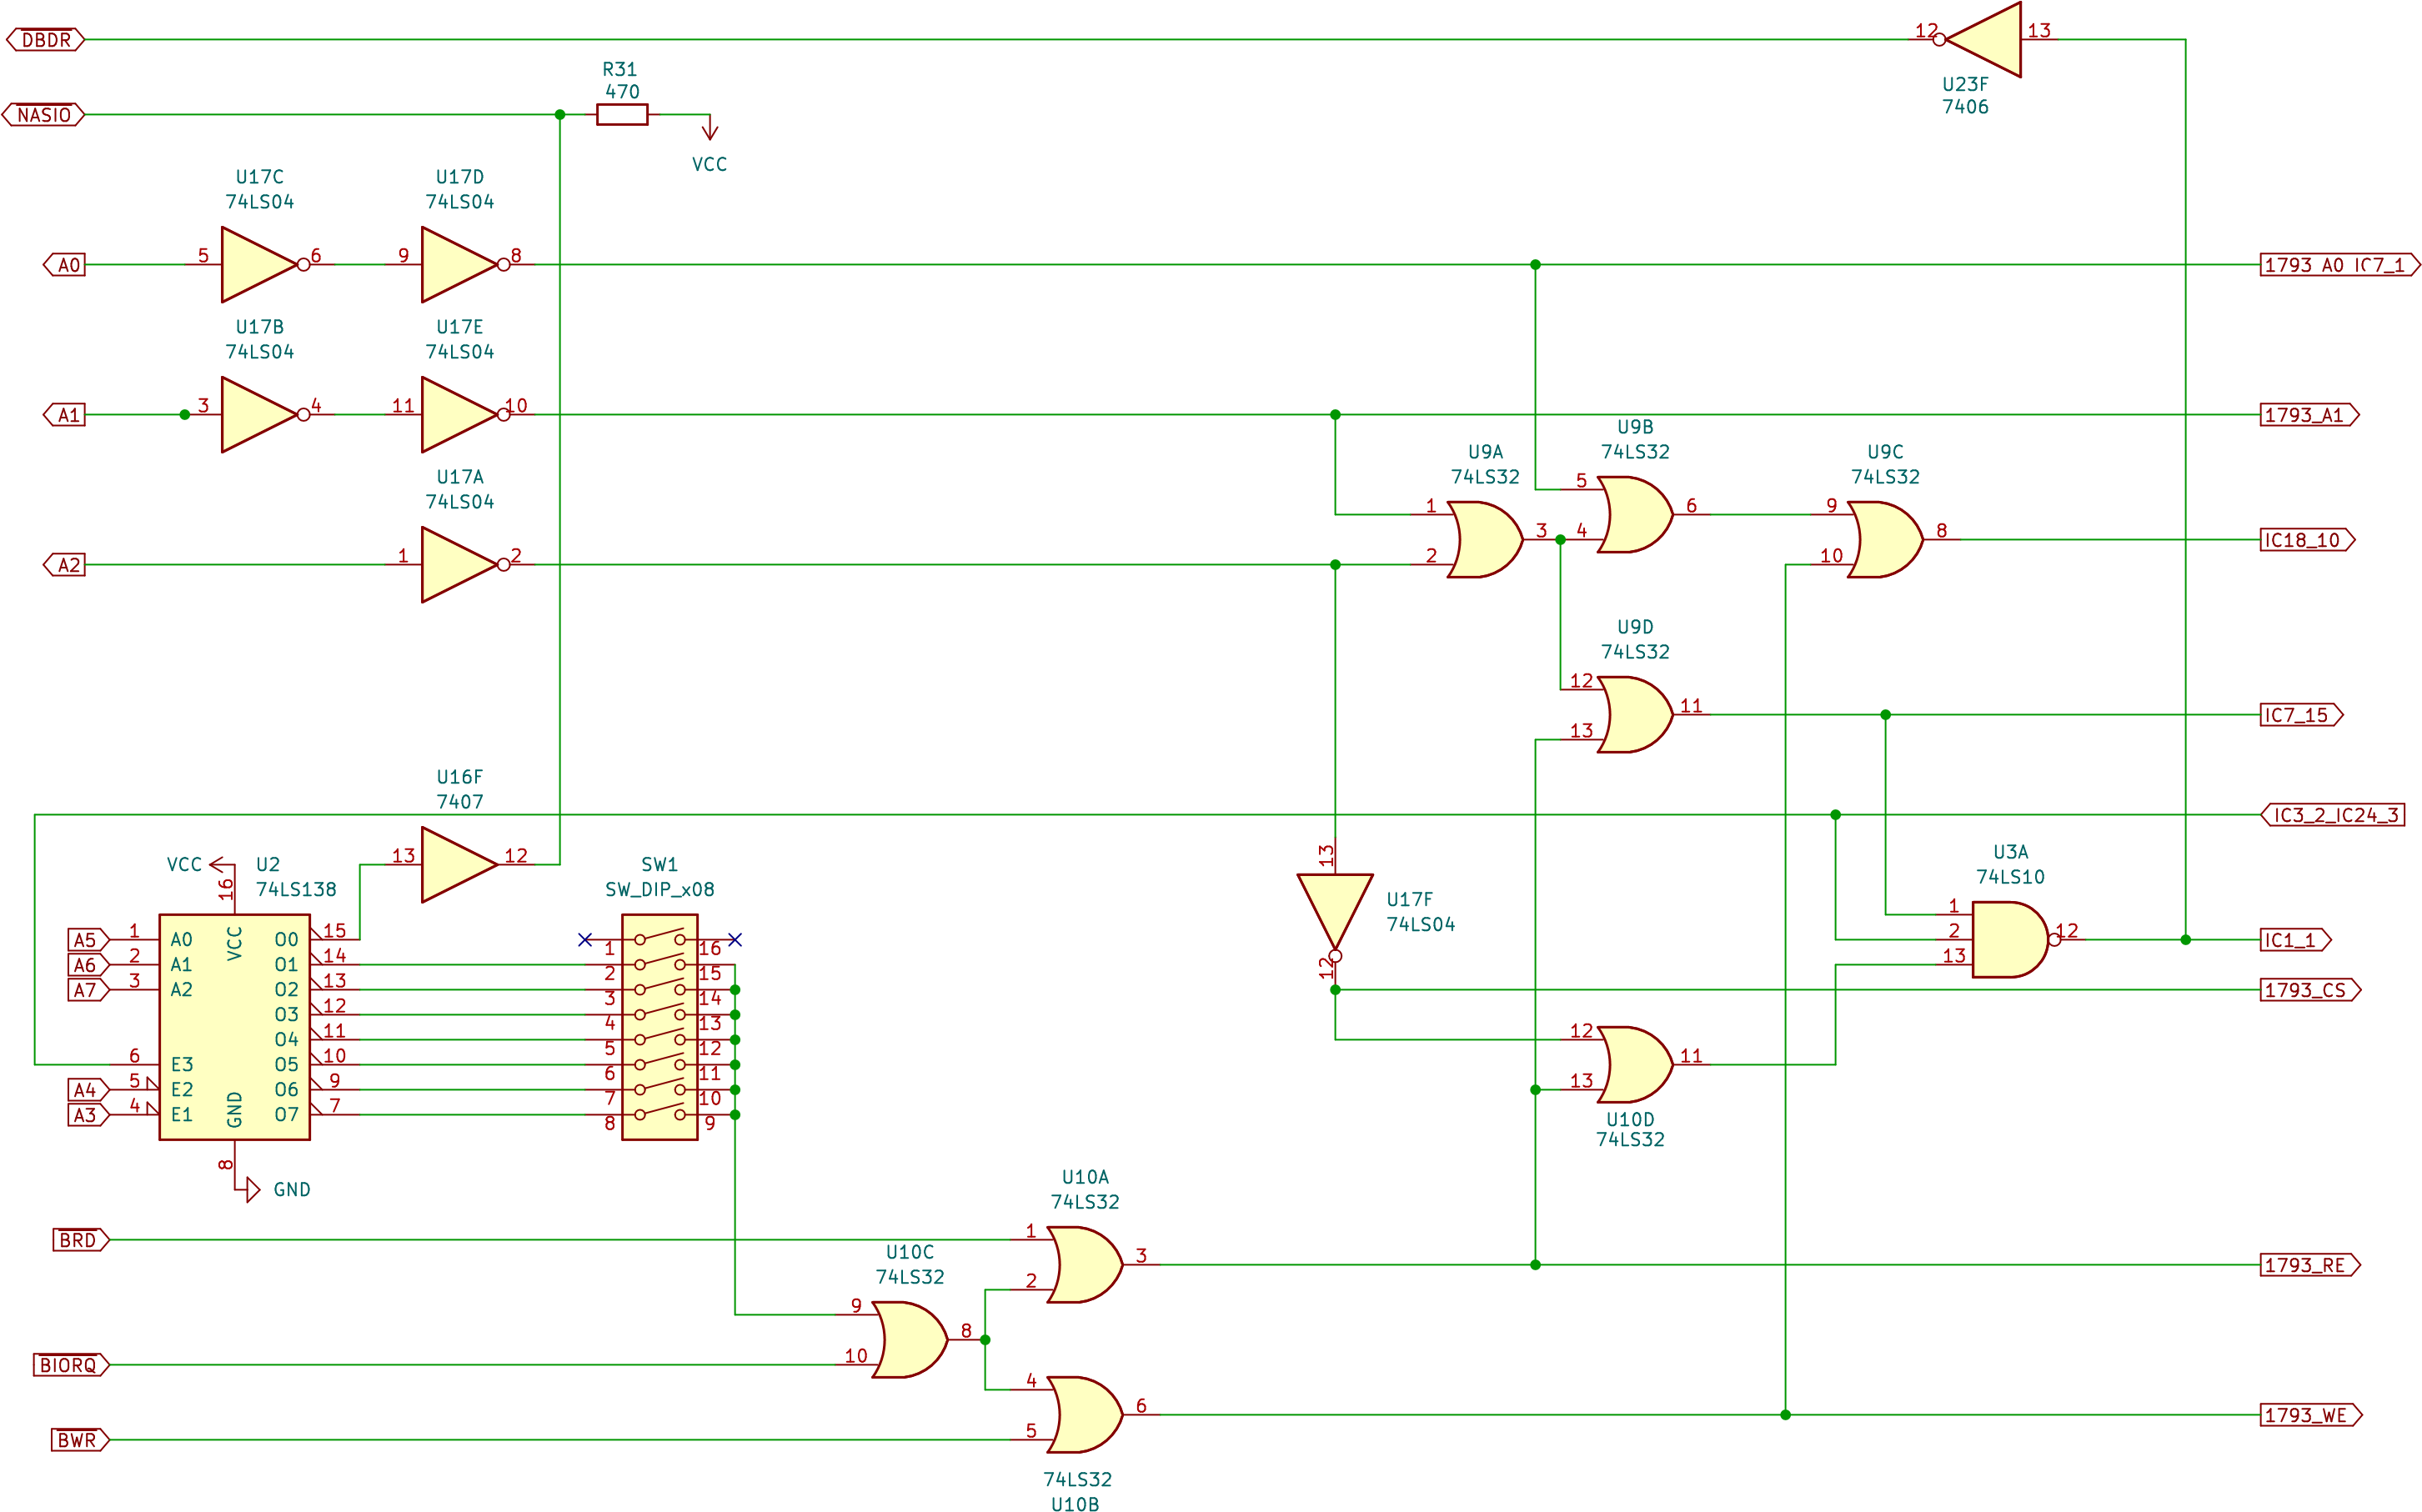 DBDR
12
13
U23F
7406
R31
470
NASIO
VCC
U17C
74LS04
U17D
74LS04
A0
5
6
9
8
1793 A0 IC7_1
U17B
74LS04
U17E
74LS04
A1
3
4
11
10
1793_A1
U17A
74LS04
A2
1
2
U9A
74LS32
1
2
3
U9B
74LS32
5
4
6
U9C
74LS32
9
10
8
IC18_10
U9D
74LS32
12
13
11
IC7_15
U16F
7407
13
12
IC3_2_IC24_3
VCC
16
U2
74LS138
SW1
SW_DIP_x08
U17F
74LS04
13
12
U3A
74LS10
1
2
13
12
IC1_1
1793_CS
A5
1
A0
VCC
O0
15
A6
2
A1
O1
14
A7
3
A2
O2
13
O3
12
O4
11
6
E3
O5
10
A4
5
E2
O6
9
A3
4
E1
GND
O7
7
8
GND
1
16
2
15
3
14
4
13
5
12
6
11
7
10
8
9
12
13
11
U10D
74LS32
U10A
74LS32
BRD
1
2
3
1793_RE
U10C
74LS32
9
10
8
BIORQ
4
5
6
1793_WE
BWR
74LS32
U10B